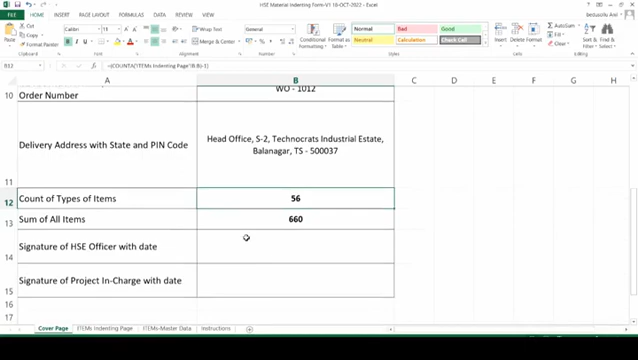 HSE Material Indenting Form-V1 10-OCT-2022 - Excel
FILE HOME INSERT PAGE LAYOUT FORMULAS DATA REVIEW VIEW
Cut
Copy
Format Painter
Paste
Calibri 11
Wrap Text
Merge & Center
General
Conditional Formatting
Format as Table
Normal Bad Good
Neutral Calculation Check Cell
Insert Delete Format
AutoSum
Fill
Clear
Sort & Filter
Find & Select
Clipboard Font Alignment Number Styles Cells Editing
B12
A B C D E F G H
10 Order Number WO - 1012
11 Delivery Address with State and PIN Code Head Office, S-2, Technocrats Industrial Estate,
Balanagar, TS - 500037
12 Count of Types of Items 56
13 Sum of All Items 660
14 Signature of HSE Officer with date
15 Signature of Project In-Charge with date
16
17
Cover Page ITEMs Indenting Page ITEMs-Master Data Instructions